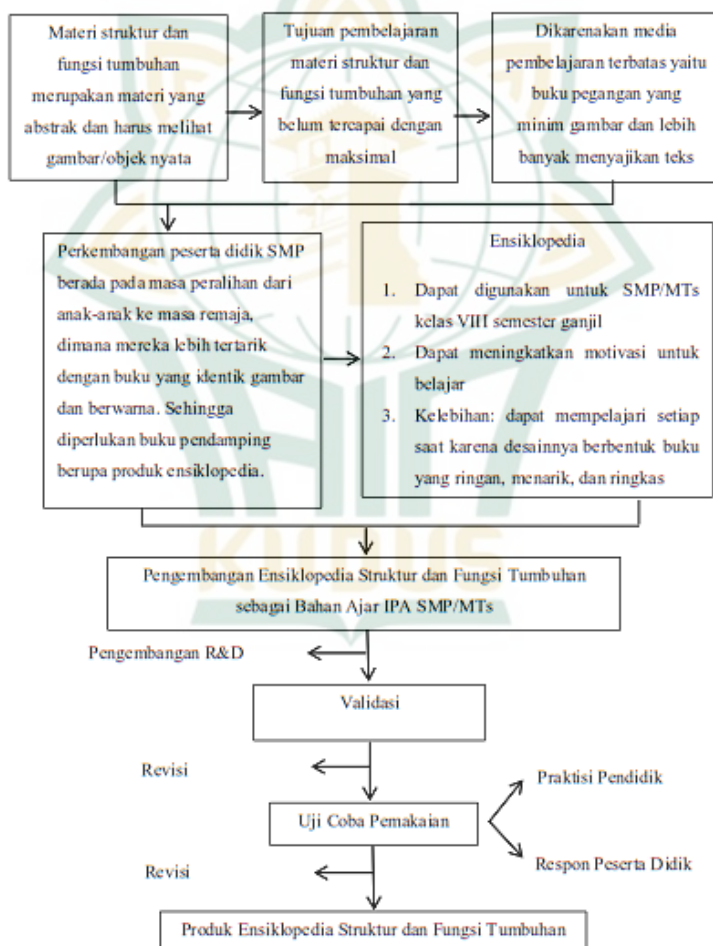 Materi struktur dan
fungsi tumbuhan
merupakan materi yang
abstrak dan harus melihat
gambar/objek nyata
Tujuan pembelajaran
materi struktur dan
fungsi tumbuhan yang
belum tercapai dengan
maksimal
Dikarenakan media
pembelajaran terbatas yaitu
buku pegangan yang
minim gambar dan lebih
banyak menyajikan teks
Perkembangan peserta didik SMP
berada pada masa peralihan dari
anak-anak ke masa remaja,
dimana mereka lebih tertarik
dengan buku yang identik gambar
dan berwarna. Sehingga
diperlukan buku pendamping
berupa produk ensiklopedia.
Ensiklopedia
1. Dapat digunakan untuk SMP/MTs
kelas VIII semester ganjil
2. Dapat meningkatkan motivasi untuk
belajar
3. Kelebihan: dapat mempelajari setiap
saat karena desainnya berbentuk buku
yang ringan, menarik, dan ringkas
KUDUS
Pengembangan Ensiklopedia Struktur dan Fungsi Tumbuhan
sebagai Bahan Ajar IPA SMP/MTs
Pengembangan R&D
Validasi
Revisi
Uji Coba Pemakaian
Praktisi Pendidik
Respon Peserta Didik
Revisi
Produk Ensiklopedia Struktur dan Fungsi Tumbuhan